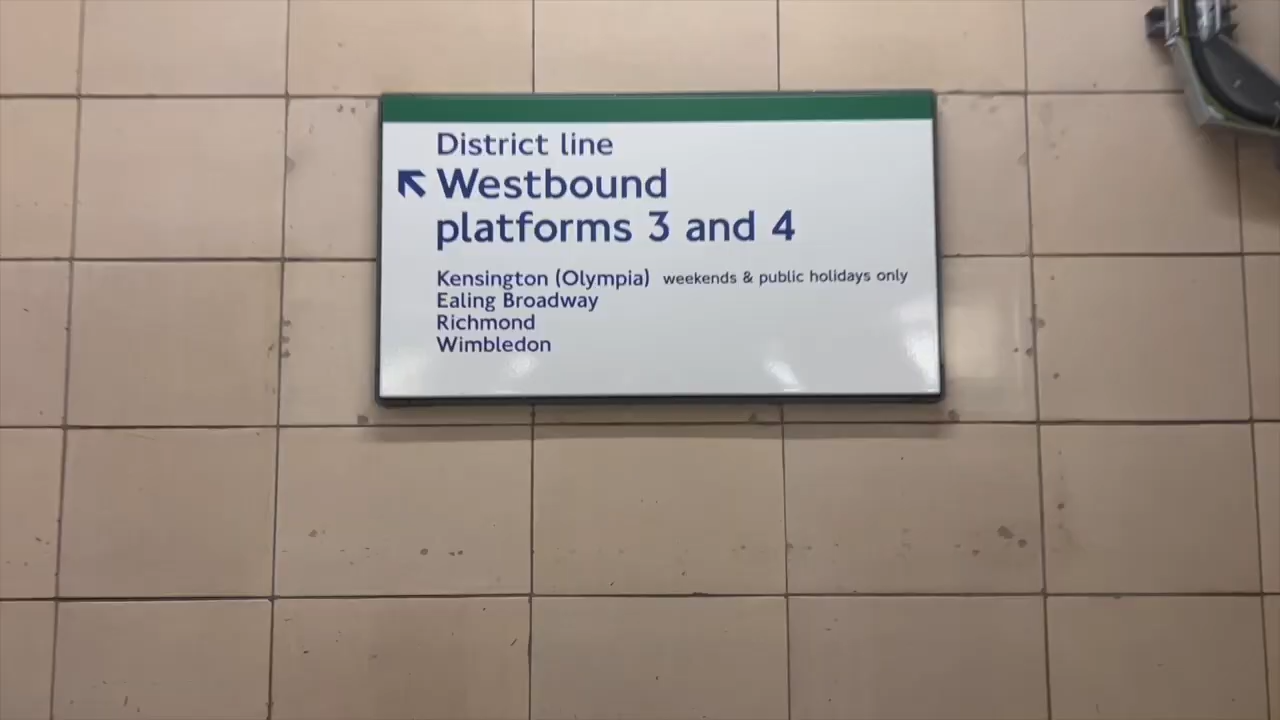 District line
Westbound
platforms 3 and 4
Kensington (Olympia) weekends & public holidays only
Ealing Broadway
Richmond
Wimbledon